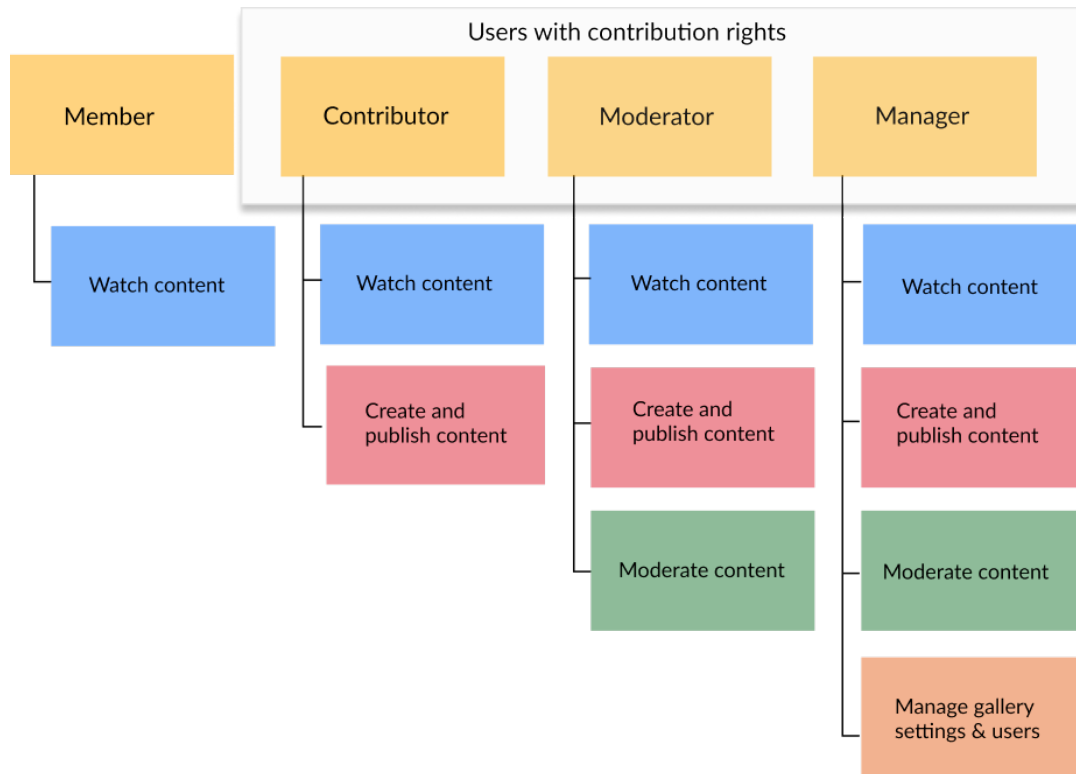 Users with contribution rights
Member
Contributor
Moderator
Manager
Watch content
Watch content
Watch content
Watch content
Create and
publish content
Create and
publish content
Create and
publish content
Moderate content
Moderate content
Manage gallery
settings & users